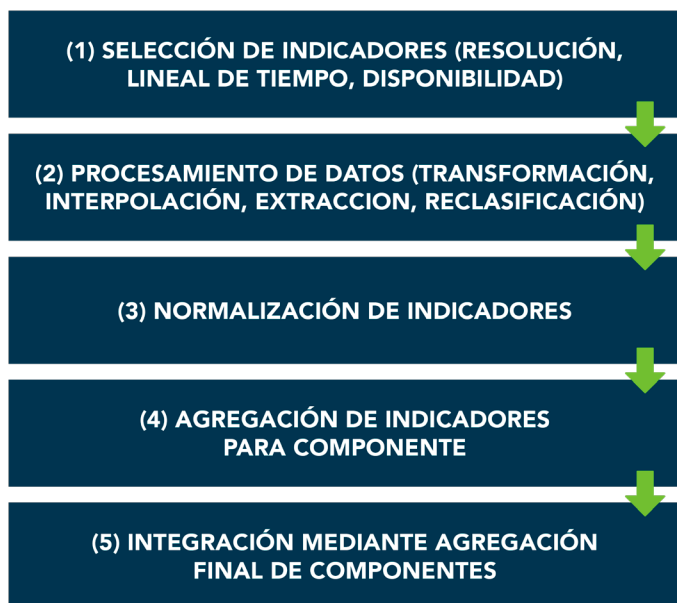 (1) SELECCIÓN DE INDICADORES (RESOLUCIÓN,
LINEAL DE TIEMPO, DISPONIBILIDAD)
(2) PROCESAMIENTO DE DATOS (TRANSFORMACIÓN,
INTERPOLACIÓN, EXTRACCION, RECLASIFICACIÓN)
(3) NORMALIZACIÓN DE INDICADORES
(4) AGREGACIÓN DE INDICADORES
PARA COMPONENTE
(5) INTEGRACIÓN MEDIANTE AGREGACIÓN
FINAL DE COMPONENTES